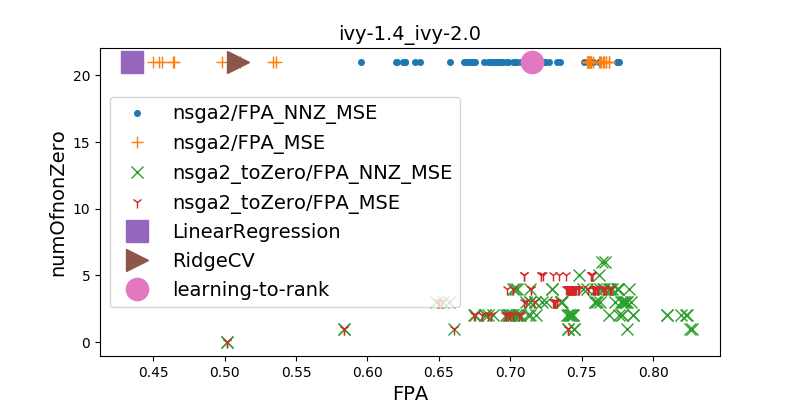 ivy-1.4_ivy-2.0
numOfnonZero
20
15
10
5
0
nsga2/FPA_NNZ_MSE
nsga2/FPA_MSE
nsga2_toZero/FPA_NNZ_MSE
nsga2_toZero/FPA_MSE
LinearRegression
RidgeCV
learning-to-rank
0.45 0.50 0.55 0.60 0.65 0.70 0.75 0.80
FPA